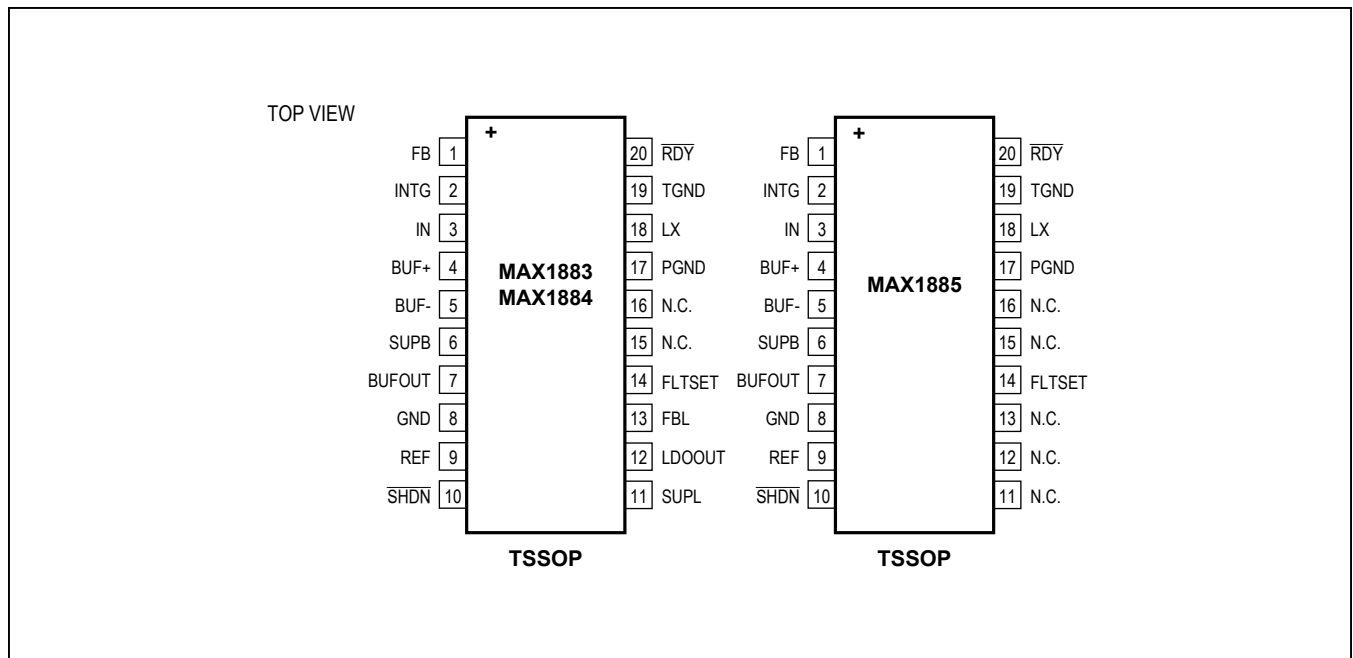 TOP VIEW
+
FB 1
INTG 2
IN 3
BUF+ 4
BUF- 5
SUPB 6
BUFOUT 7
GND 8
REF 9
SHDN 10
MAX1883
MAX1884
20 RDY
19 TGND
18 LX
17 PGND
16 N.C.
15 N.C.
14 FLTSET
13 FBL
12 LDOOUT
11 SUPL
TSSOP
+
FB 1
INTG 2
IN 3
BUF+ 4
BUF- 5
SUPB 6
BUFOUT 7
GND 8
REF 9
SHDN 10
MAX1885
20 RDY
19 TGND
18 LX
17 PGND
16 N.C.
15 N.C.
14 FLTSET
13 N.C.
12 N.C.
11 N.C.
TSSOP